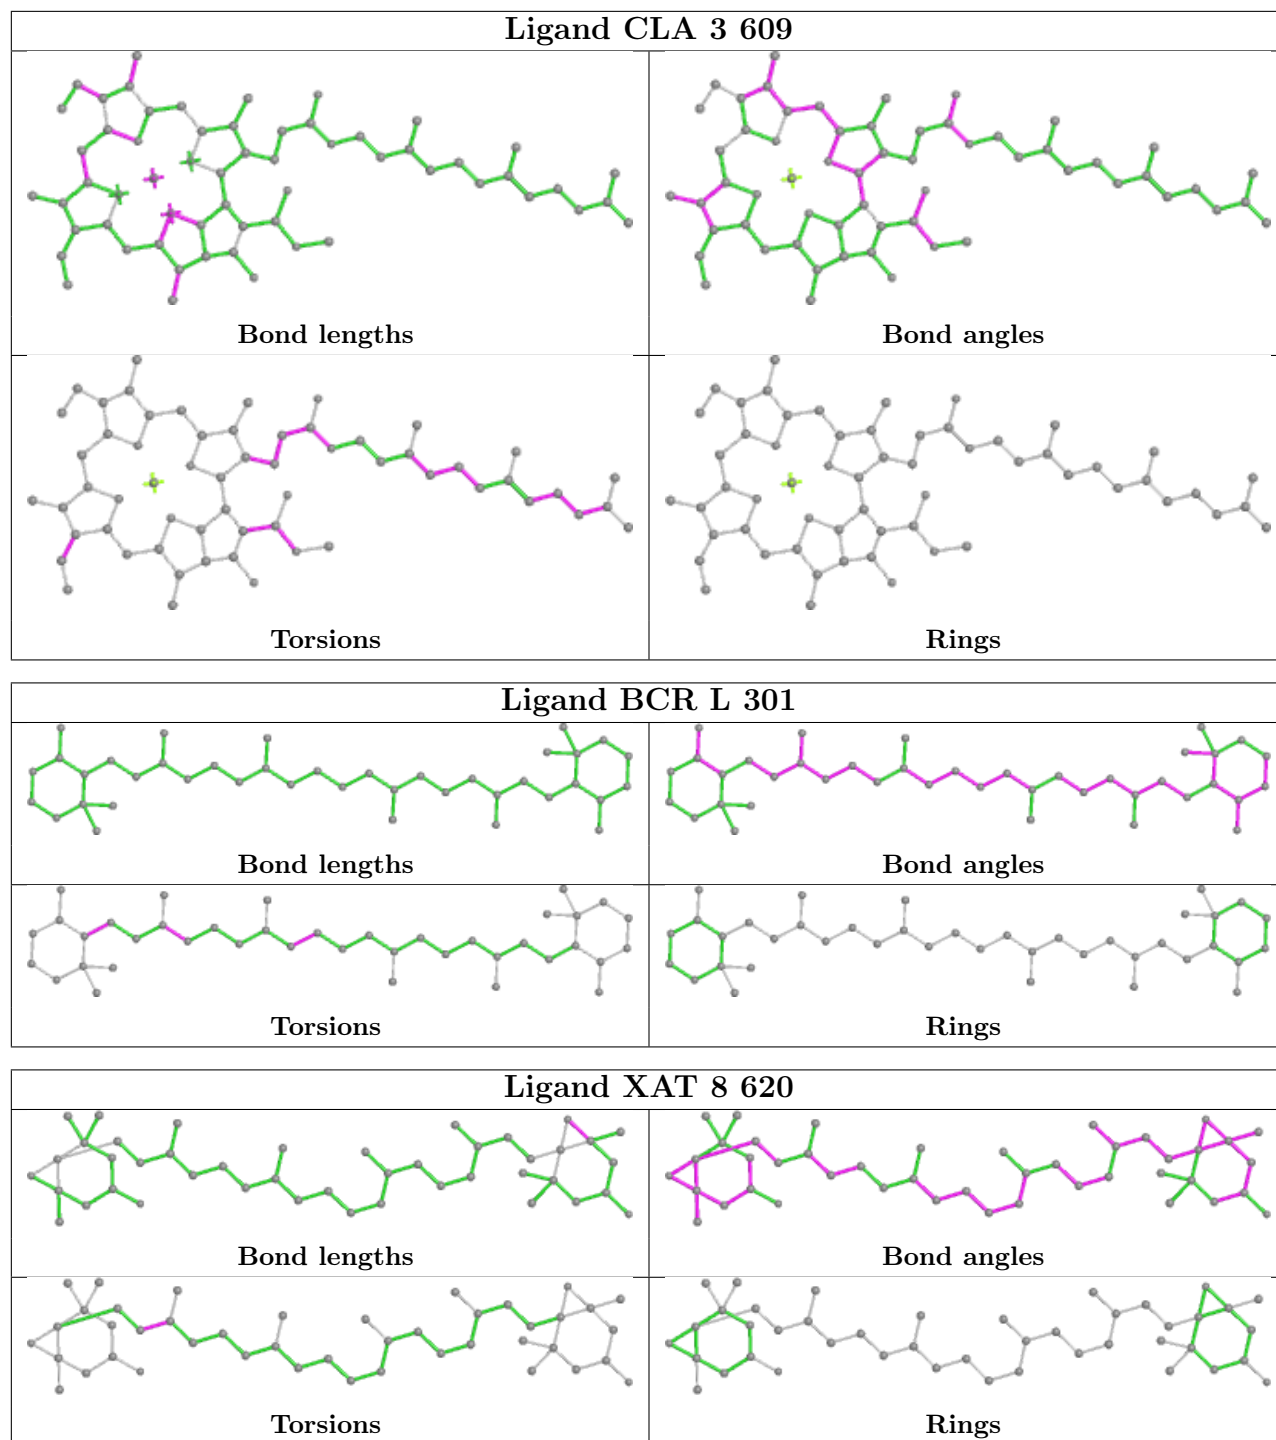 Ligand CLA 3 609
Bond lengths
Bond angles
Torsions
Rings
Ligand BCR L 301
Bond lengths
Bond angles
Torsions
Rings
Ligand XAT 8 620
Bond lengths
Bond angles
Torsions
Rings